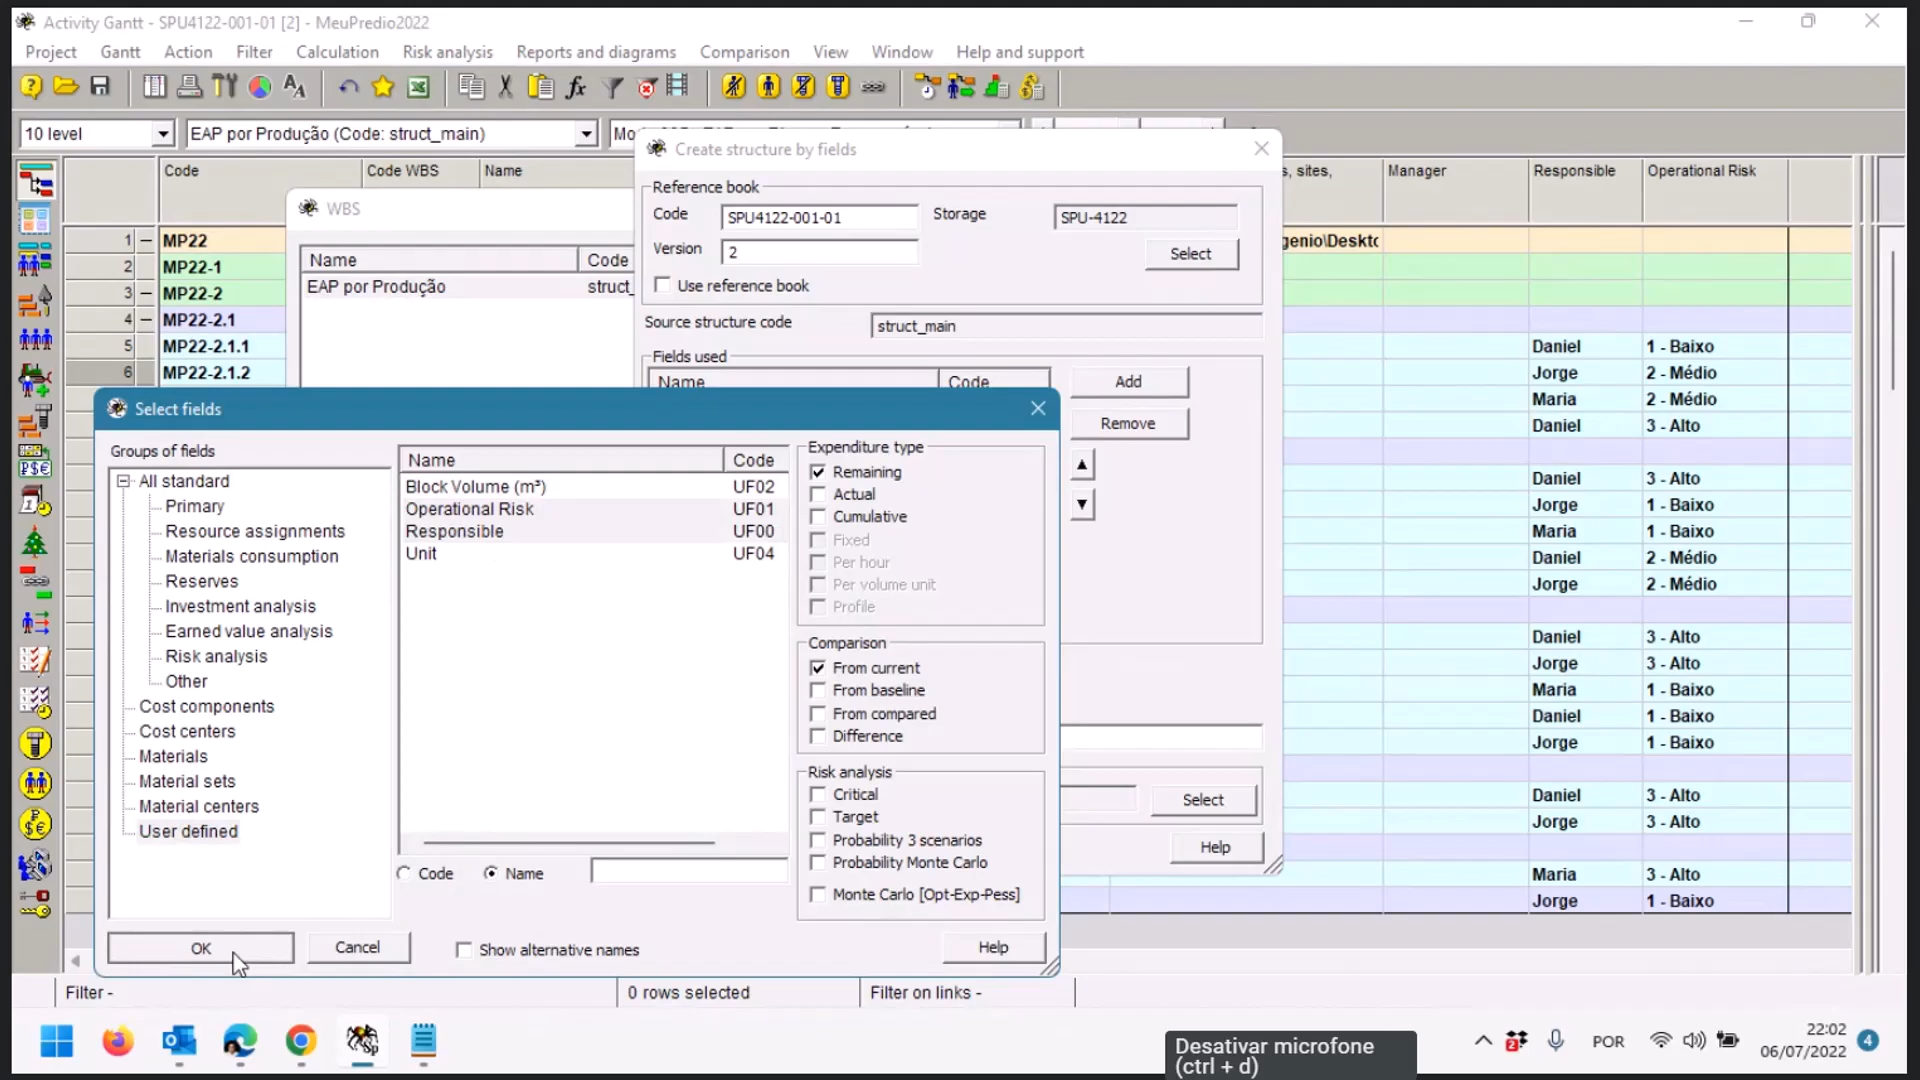 Activity Gantt - SPU4122-001-01 [2] - MeuPredio2022
Project Gantt Action Filter Calculation Risk analysis Reports and diagrams Comparison View Window Help and support
10 level
EAP por Produção (Code: struct_main)
Create structure by fields
Code
Code WBS
Name
s, sites,
Manager
Responsible
Operational Risk
WBS
Name
Code
EAP por Produção
struct_
Reference book
Code
SPU4122-001-01
Storage
SPU-4122
Version
2
Select
Use reference book
Source structure code
struct_main
Fields used
Name
Code
Add
Remove
Select
Help
1 MP22
genio\Deskto
2 MP22-1
3 MP22-2
4 MP22-2.1
5 MP22-2.1.1
Daniel 1 - Baixo
6 MP22-2.1.2
Jorge 2 - Médio
Maria 2 - Médio
Daniel 3 - Alto
Daniel 3 - Alto
Jorge 1 - Baixo
Maria 1 - Baixo
Daniel 2 - Médio
Jorge 2 - Médio
Daniel 3 - Alto
Jorge 3 - Alto
Maria 1 - Baixo
Daniel 1 - Baixo
Jorge 1 - Baixo
Daniel 3 - Alto
Jorge 3 - Alto
Maria 3 - Alto
Jorge 1 - Baixo
Select fields
Groups of fields
All standard
Primary
Resource assignments
Materials consumption
Reserves
Investment analysis
Earned value analysis
Risk analysis
Other
Cost components
Cost centers
Materials
Material sets
Material centers
User defined
Name Code
Block Volume (m³) UF02
Operational Risk UF01
Responsible UF00
Unit UF04
Code
Name
Expenditure type
Remaining
Actual
Cumulative
Fixed
Per hour
Per volume unit
Profile
Comparison
From current
From baseline
From compared
Difference
Risk analysis
Critical
Target
Probability 3 scenarios
Probability Monte Carlo
Monte Carlo [Opt-Exp-Pess]
OK
Cancel
Show alternative names
Help
Filter -
0 rows selected
Filter on links -
Desativar microfone
(ctrl + d)
POR
22:02
06/07/2022
4